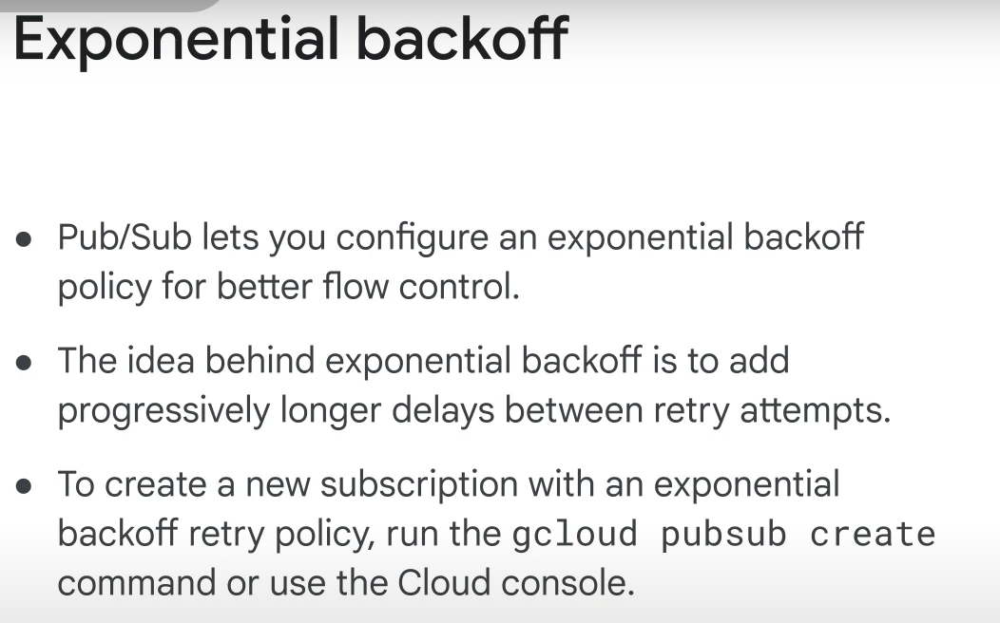 Exponential backoff
● Pub/Sub lets you configure an exponential backoff
policy for better flow control.
● The idea behind exponential backoff is to add
progressively longer delays between retry attempts.
● To create a new subscription with an exponential
backoff retry policy, run the gcloud pubsub create
command or use the Cloud console.